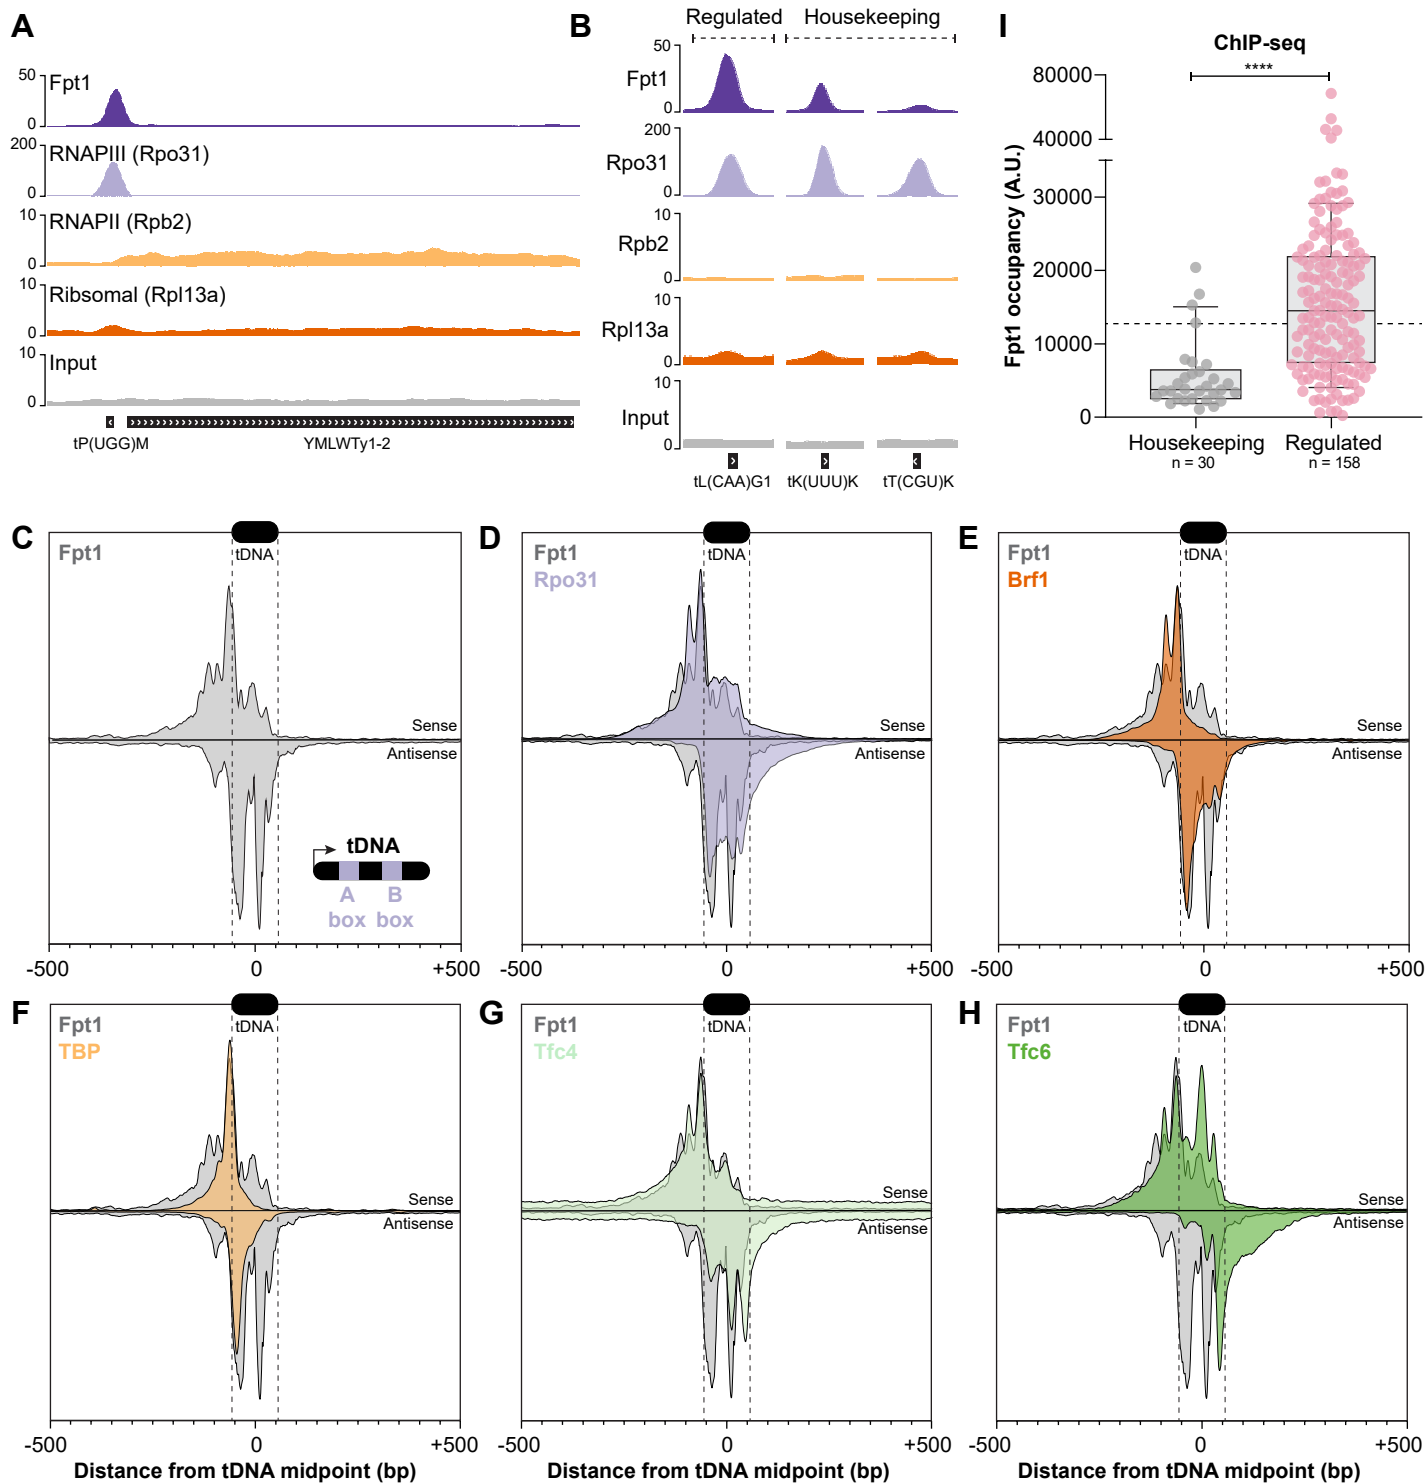 A
50
Fpt1
0
200
RNAPIII (Rpo31)
0
10
RNAPII (Rpb2)
0
10
Ribsomal (Rpl13a)
0
10
Input
0
tP(UGG)M
YMLWTy1-2
B
Regulated
Housekeeping
50
Fpt1
0
200
Rpo31
0
10
Rpb2
0
10
Rpl13a
0
10
Input
0
tL(CAA)G1
tK(UUU)K
tT(CGU)K
I
ChIP-seq
****
Fpt1 occupancy (A.U.)
80000
40000
30000
20000
10000
0
Housekeeping
n = 30
Regulated
n = 158
C
Fpt1
tDNA
Sense
Antisense
tDNA
A box
B box
-500
0
+500
D
Fpt1
Rpo31
tDNA
Sense
Antisense
-500
0
+500
E
Fpt1
Brf1
tDNA
Sense
Antisense
-500
0
+500
F
Fpt1
TBP
tDNA
Sense
Antisense
-500
0
+500
Distance from tDNA midpoint (bp)
G
Fpt1
Tfc4
tDNA
Sense
Antisense
-500
0
+500
Distance from tDNA midpoint (bp)
H
Fpt1
Tfc6
tDNA
Sense
Antisense
-500
0
+500
Distance from tDNA midpoint (bp)